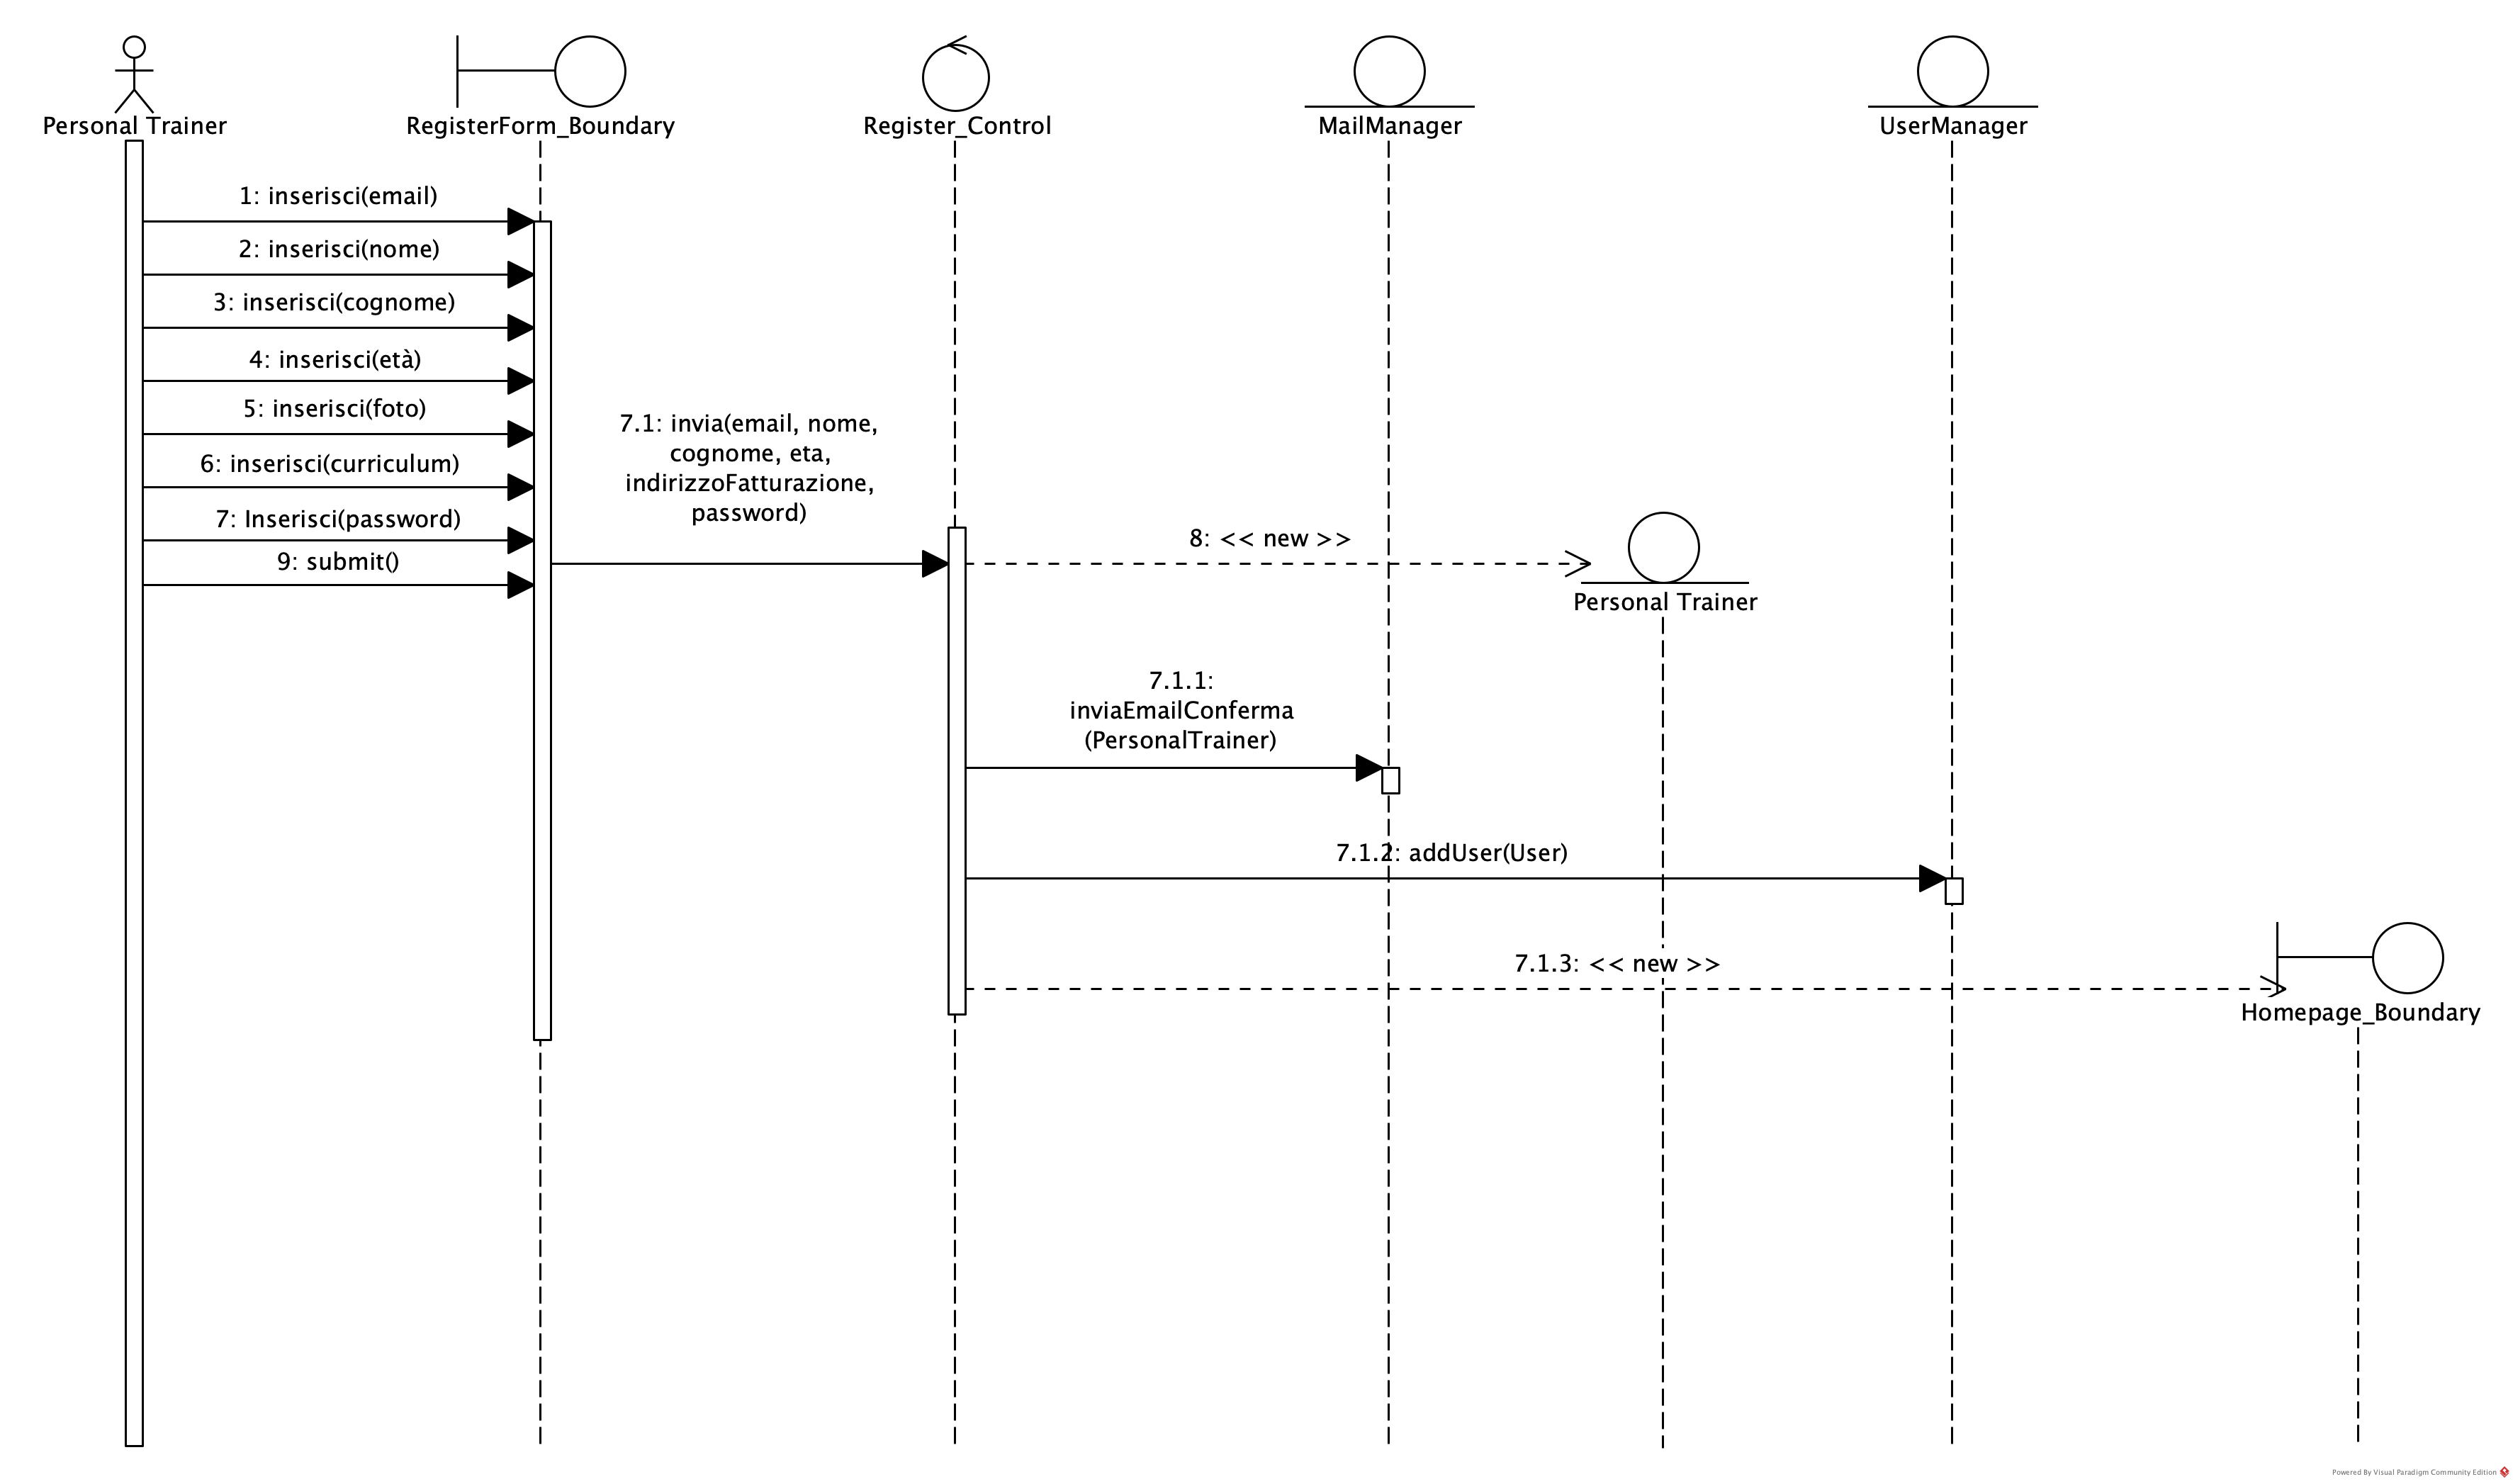 Personal Trainer
RegisterForm_Boundary
Register_Control
MailManager
UserManager
1: inserisci(email)
2: inserisci(nome)
3: inserisci(cognome)
4: inserisci(età)
5: inserisci(foto)
6: inserisci(curriculum)
7: Inserisci(password)
9: submit()
7.1: invia(email, nome,
cognome, eta,
indirizzoFatturazione,
password)
8: << new >>
Personal Trainer
7.1.1:
inviaEmailConferma
(PersonalTrainer)
7.1.2: addUser(User)
7.1.3: << new >>
Homepage_Boundary
Powered By Visual Paradigm Community Edition